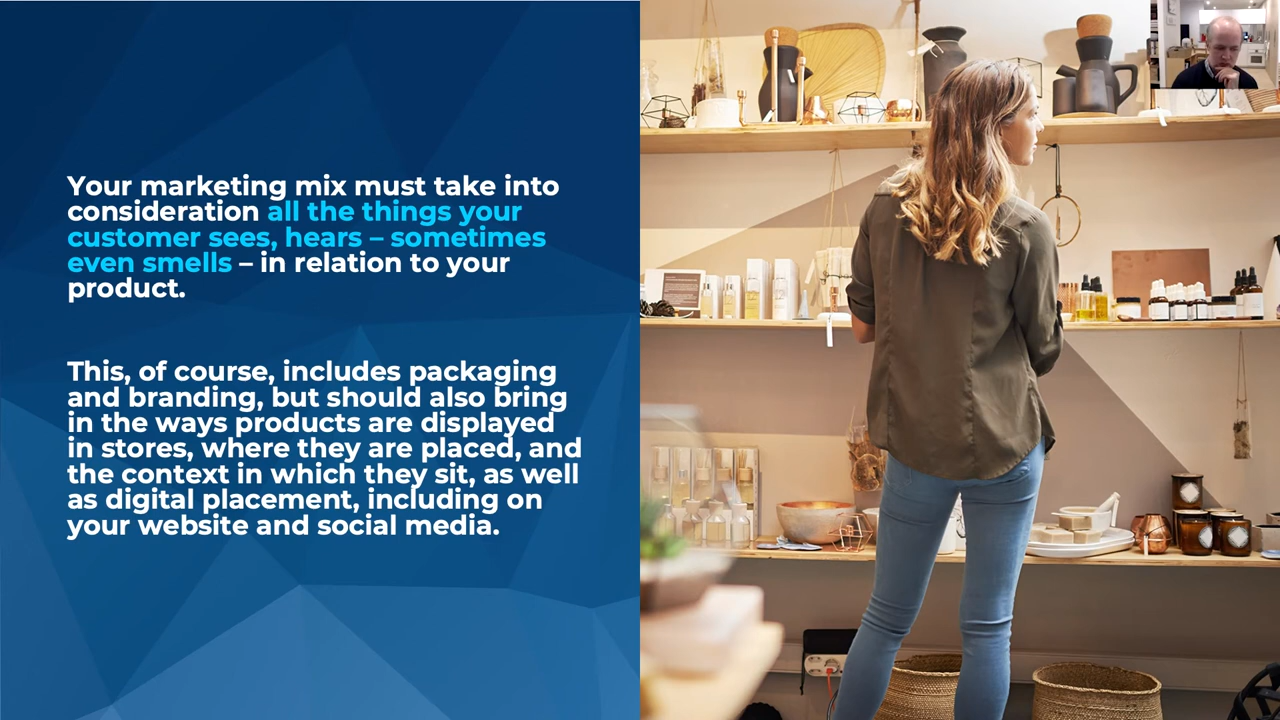 Your marketing mix must take into
consideration all the things your
customer sees, hears – sometimes
even smells – in relation to your
product.
This, of course, includes packaging
and branding, but should also bring
in the ways products are displayed
in stores, where they are placed, and
the context in which they sit, as well
as digital placement, including on
your website and social media.